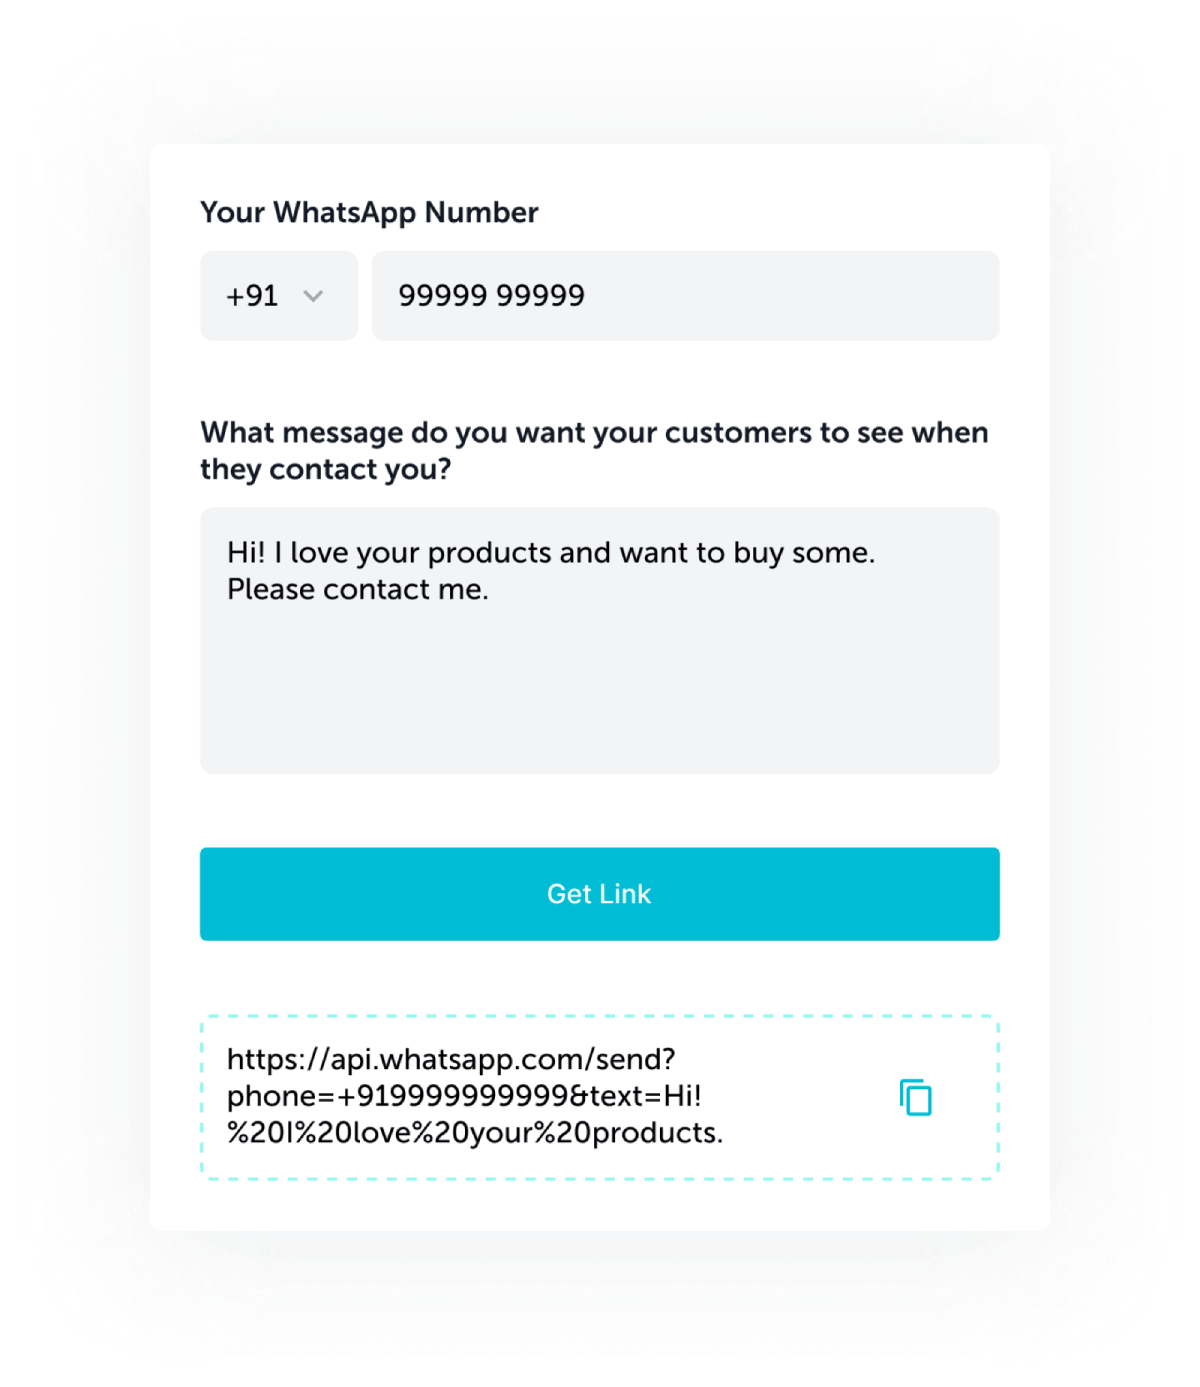 Your WhatsApp Number
+91
99999 99999
What message do you want your customers to see when
they contact you?
Hi! I love your products and want to buy some.
Please contact me.
Get Link
https://api.whatsapp.com/send?
phone=+919999999999&text=Hi!
%20I%20love%20your%20products.